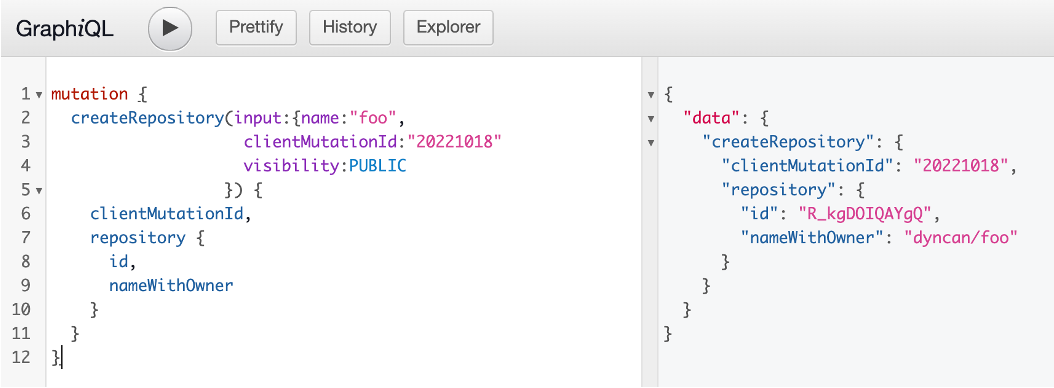 GraphiQL Prettify History Explorer
1 mutation {
2 createRepository(input:{name:"foo",
3 clientMutationId:"20221018"
4 visibility:PUBLIC
5 }) {
6 clientMutationId,
7 repository {
8 id,
9 nameWithOwner
10 }
11 }
12 }
{
"data": {
"createRepository": {
"clientMutationId": "20221018",
"repository": {
"id": "R_kgDOIQAYgQ",
"nameWithOwner": "dyncan/foo"
}
}
}
}